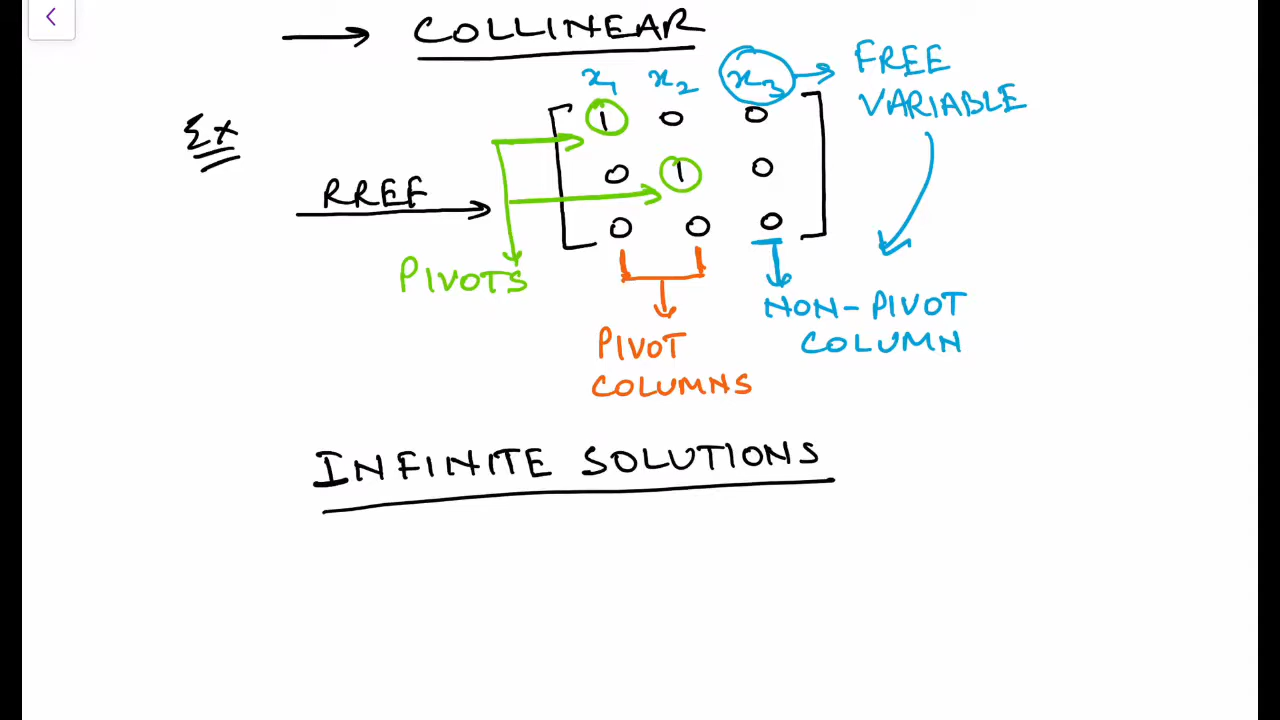 → COLLINEAR
Ex
x₁ x₂ x₃ → FREE
VARIABLE
1 0 0
0 1 0
0 0 0
RREF
PIVOTS
PIVOT
COLUMNS
NON-PIVOT
COLUMN
INFINITE SOLUTIONS